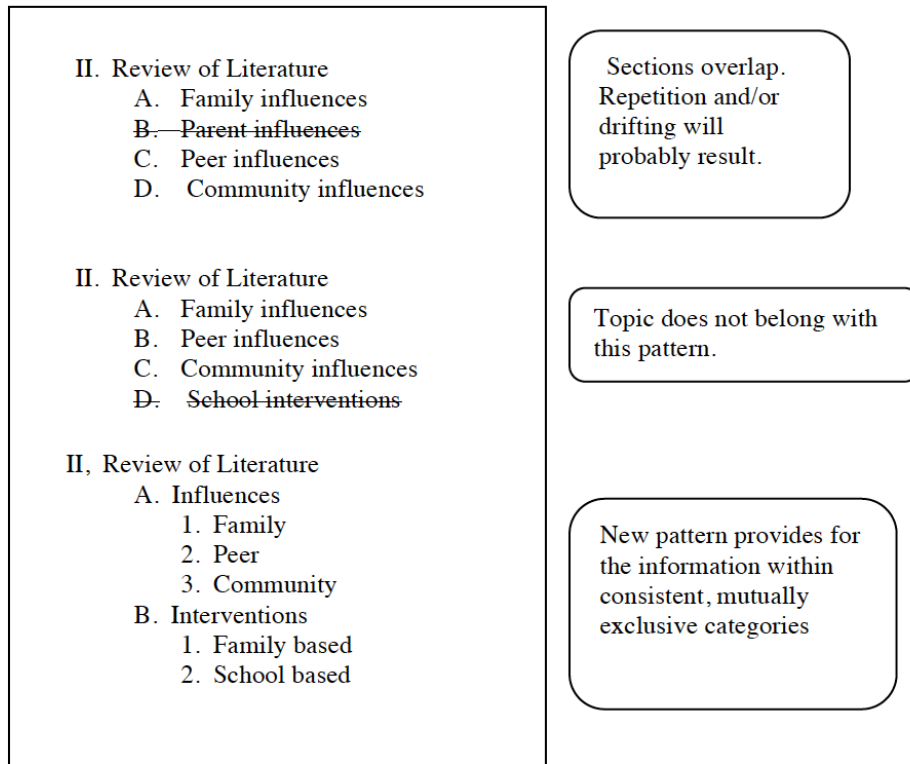 II. Review of Literature
A. Family influences
B. Parent influences
C. Peer influences
D. Community influences
Sections overlap.
Repetition and/or
drifting will
probably result.
II. Review of Literature
A. Family influences
B. Peer influences
C. Community influences
D. School interventions
Topic does not belong with
this pattern.
II, Review of Literature
A. Influences
1. Family
2. Peer
3. Community
B. Interventions
1. Family based
2. School based
New pattern provides for
the information within
consistent, mutually
exclusive categories